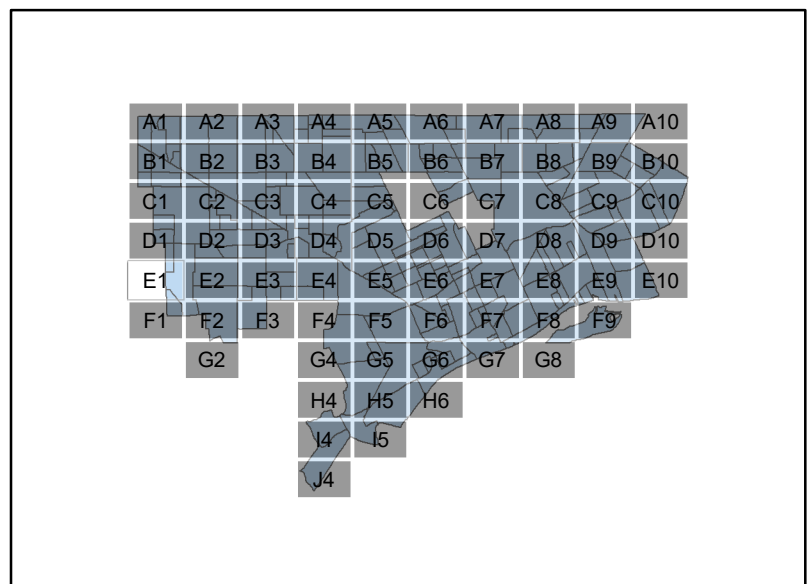 A1 A2 A3 A4 A5 A6 A7 A8 A9 A10
B1 B2 B3 B4 B5 B6 B7 B8 B9 B10
C1 C2 C3 C4 C5 C6 C7 C8 C9 C10
D1 D2 D3 D4 D5 D6 D7 D8 D9 D10
E1 E2 E3 E4 E5 E6 E7 E8 E9 E10
F1 F2 F3 F4 F5 F6 F7 F8 F9
G2 G4 G5 G6 G7 G8
H4 H5 H6
I4 I5
J4